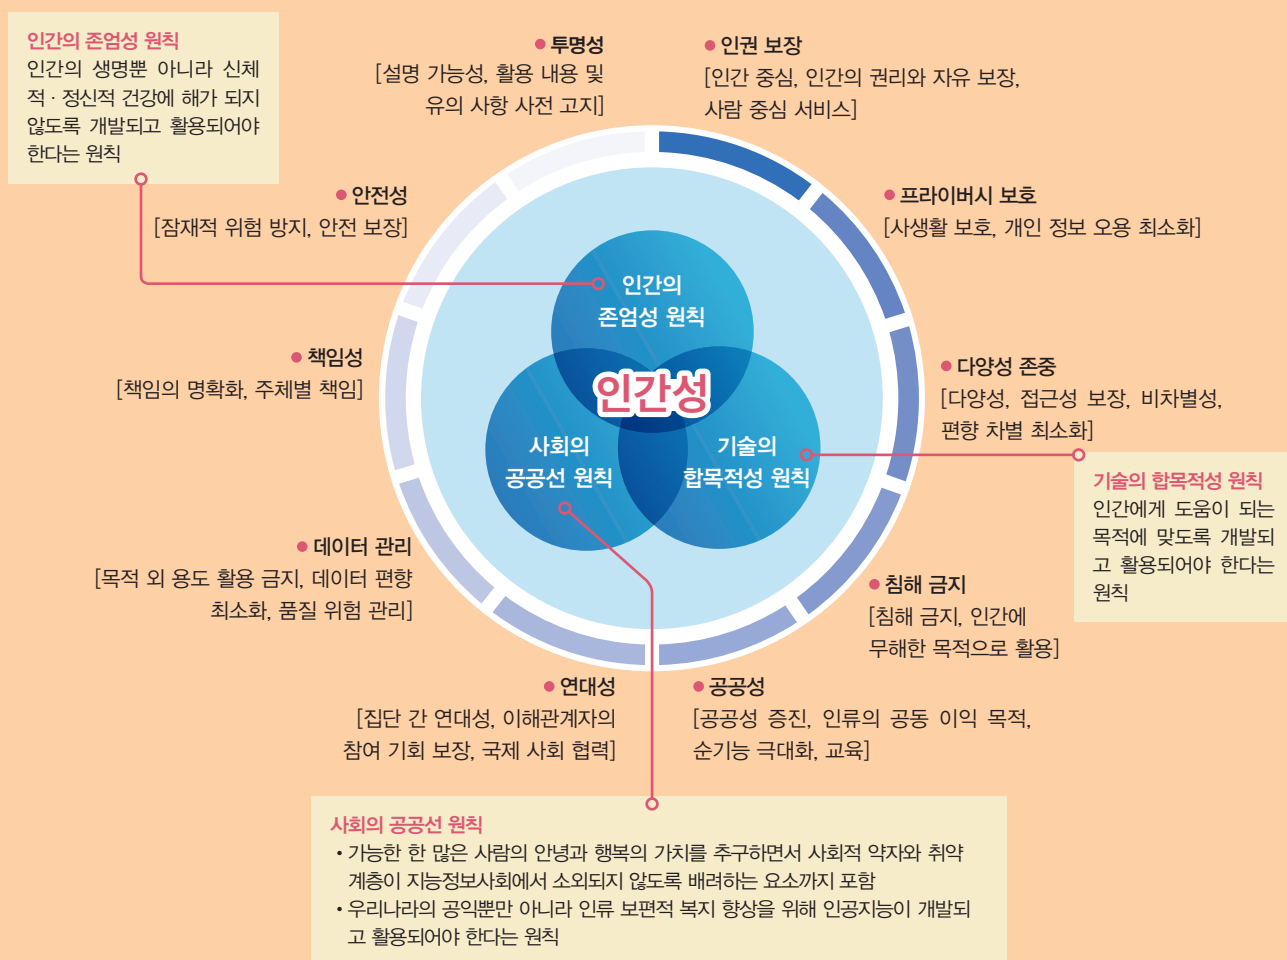 인간의 존엄성 원칙
인간의 생명뿐 아니라 신체
적·정신적 건강에 해가 되지
않도록 개발되고 활용되어야
한다는 원칙
● 투명성
[설명 가능성, 활용 내용 및
유의 사항 사전 고지]
● 인권 보장
[인간 중심, 인간의 권리와 자유 보장,
사람 중심 서비스]
● 안전성
[잠재적 위험 방지, 안전 보장]
● 프라이버시 보호
[사생활 보호, 개인 정보 오용 최소화]
인간의
존엄성 원칙
● 책임성
[책임의 명확화, 주체별 책임]
인간성
● 다양성 존중
[다양성, 접근성 보장, 비차별성,
편향 차별 최소화]
사회의
공공선 원칙
기술의
합목적성 원칙
기술의 합목적성 원칙
인간에게 도움이 되는
목적에 맞도록 개발되
고 활용되어야 한다는
원칙
● 데이터 관리
[목적 외 용도 활용 금지, 데이터 편향
최소화, 품질 위험 관리]
● 침해 금지
[침해 금지, 인간에
무해한 목적으로 활용]
● 연대성
[집단 간 연대성, 이해관계자의
참여 기회 보장, 국제 사회 협력]
● 공공성
[공공성 증진, 인류의 공동 이익 목적,
순기능 극대화, 교육]
사회의 공공선 원칙
• 가능한 한 많은 사람의 안녕과 행복의 가치를 추구하면서 사회적 약자와 취약
계층이 지능정보사회에서 소외되지 않도록 배려하는 요소까지 포함
• 우리나라의 공익뿐만 아니라 인류 보편적 복지 향상을 위해 인공지능이 개발되
고 활용되어야 한다는 원칙